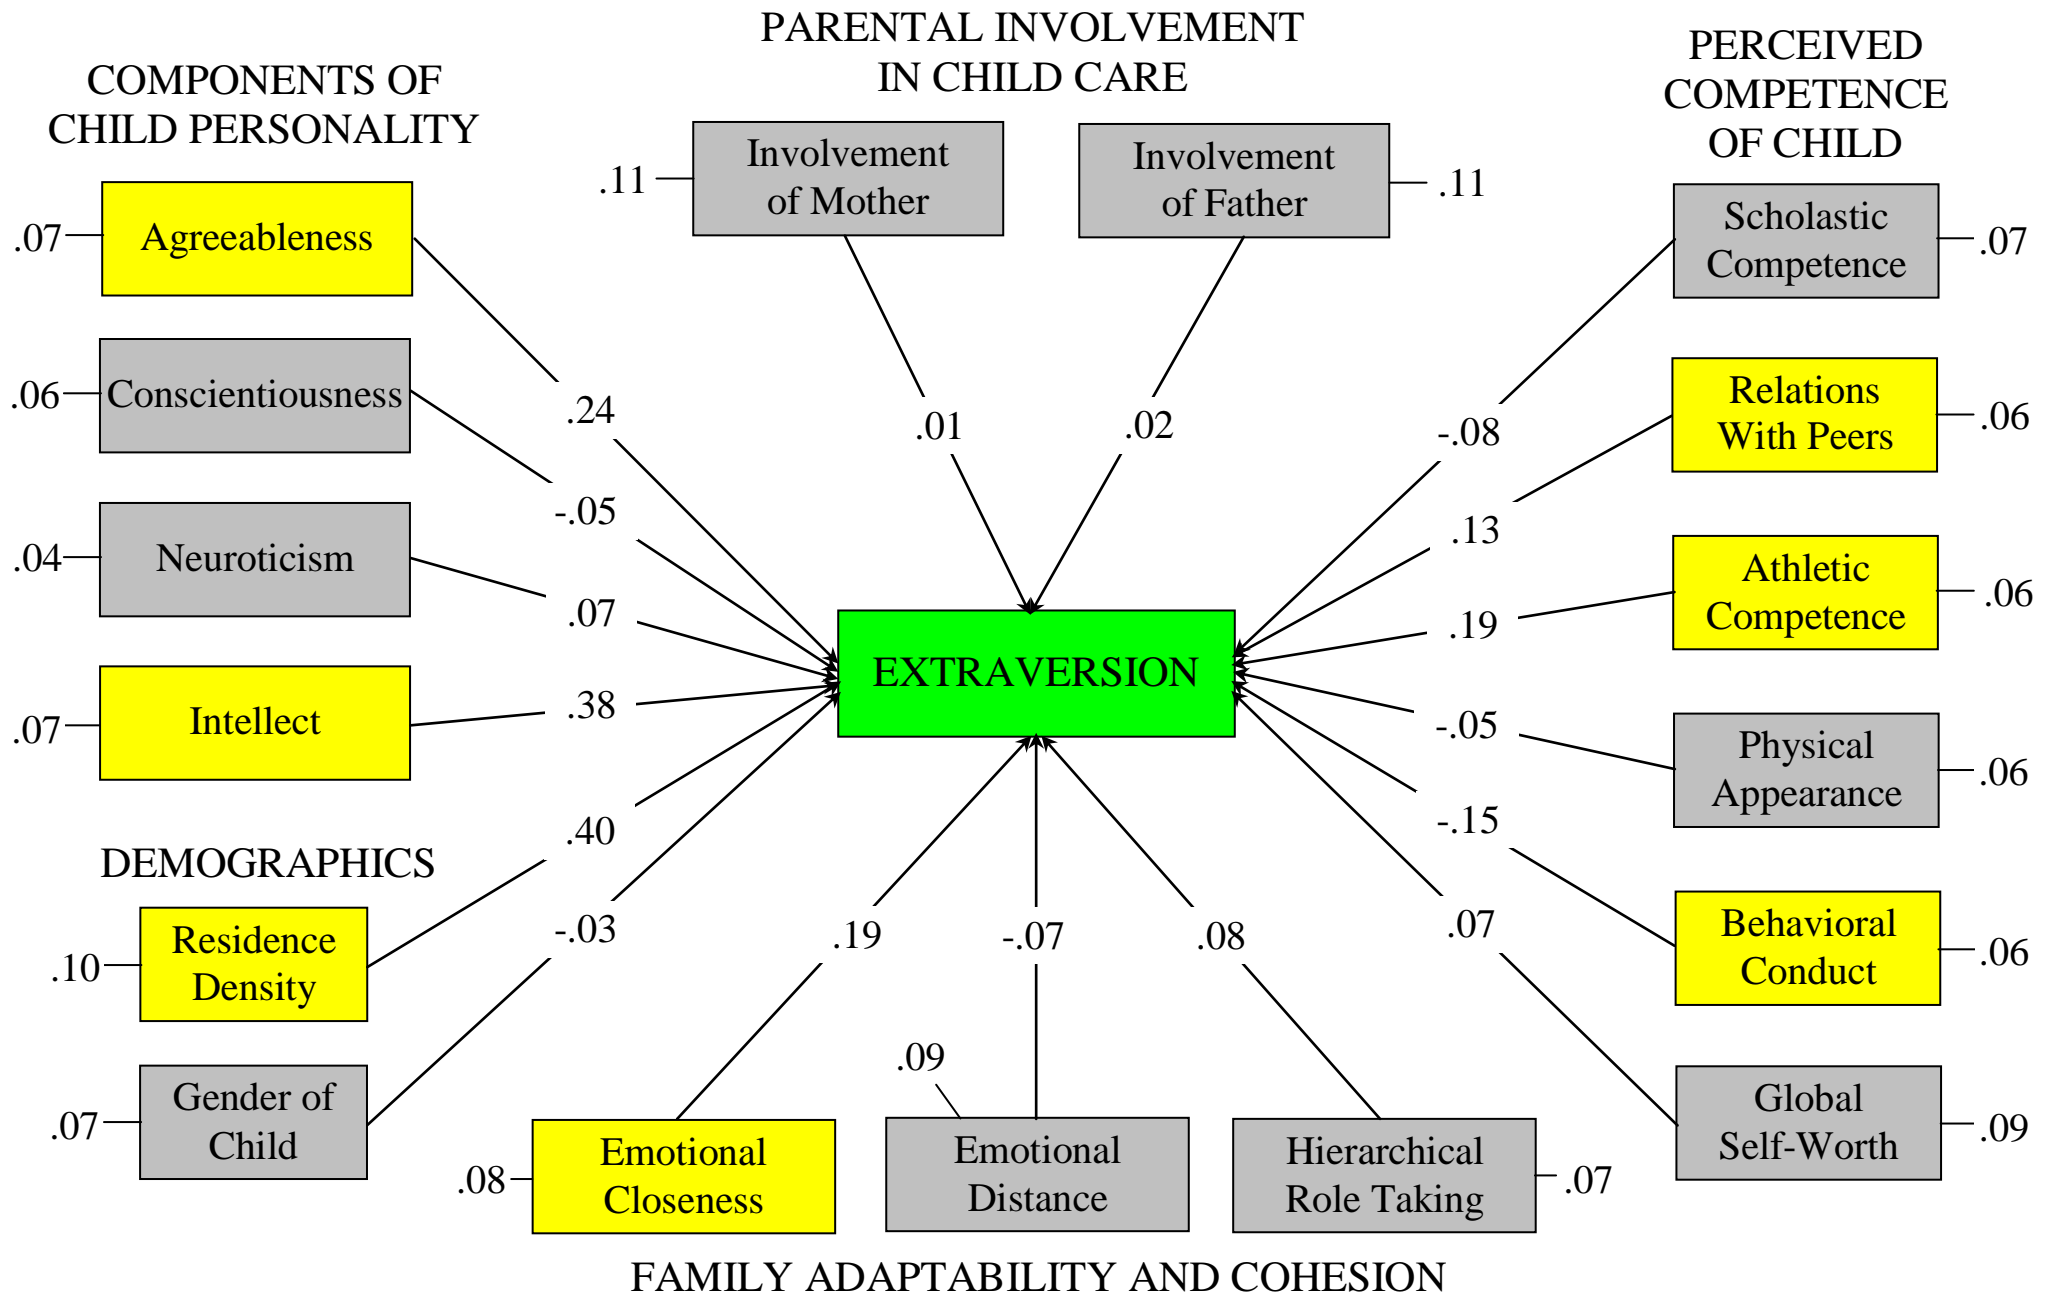 PARENTAL INVOLVEMENT
IN CHILD CARE
.11
Involvement
of Mother
.01
Involvement
of Father
.11
.02
COMPONENTS OF
CHILD PERSONALITY
.07
Agreeableness
.24
.06
Conscientiousness
-.05
.04
Neuroticism
.07
.07
Intellect
.38
DEMOGRAPHICS
.10
Residence
Density
.40
.07
Gender of
Child
-.03
EXTRAVERSION
PERCEIVED
COMPETENCE
OF CHILD
Scholastic
Competence
.07
-.08
Relations
With Peers
.06
.13
Athletic
Competence
.06
.19
Physical
Appearance
.06
-.05
Behavioral
Conduct
.06
-.15
Global
Self-Worth
.09
.07
.19
-.07
.08
.08
Emotional
Closeness
.09
Emotional
Distance
Hierarchical
Role Taking
.07
FAMILY ADAPTABILITY AND COHESION